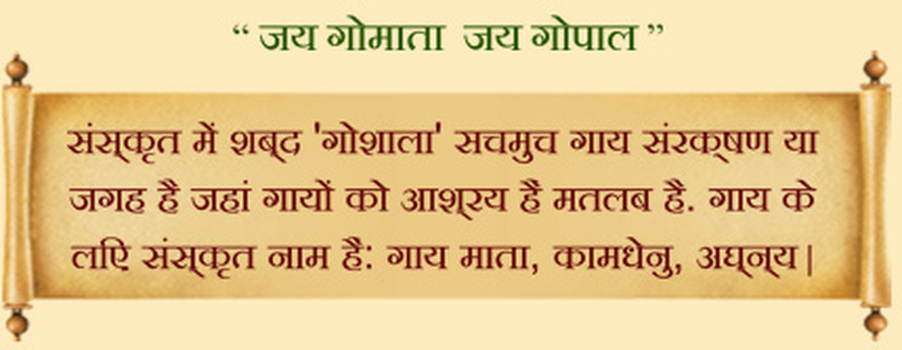 “ जय गोमाता जय गोपाल ”
संस्कृत में शब्द 'गोशाला' सचमुच गाय संरक्षण या
जगह है जहां गायों को आश्रय हैं मतलब है. गाय के
लिए संस्कृत नाम है: गाय माता, कामधेनु, अघ्न्य|